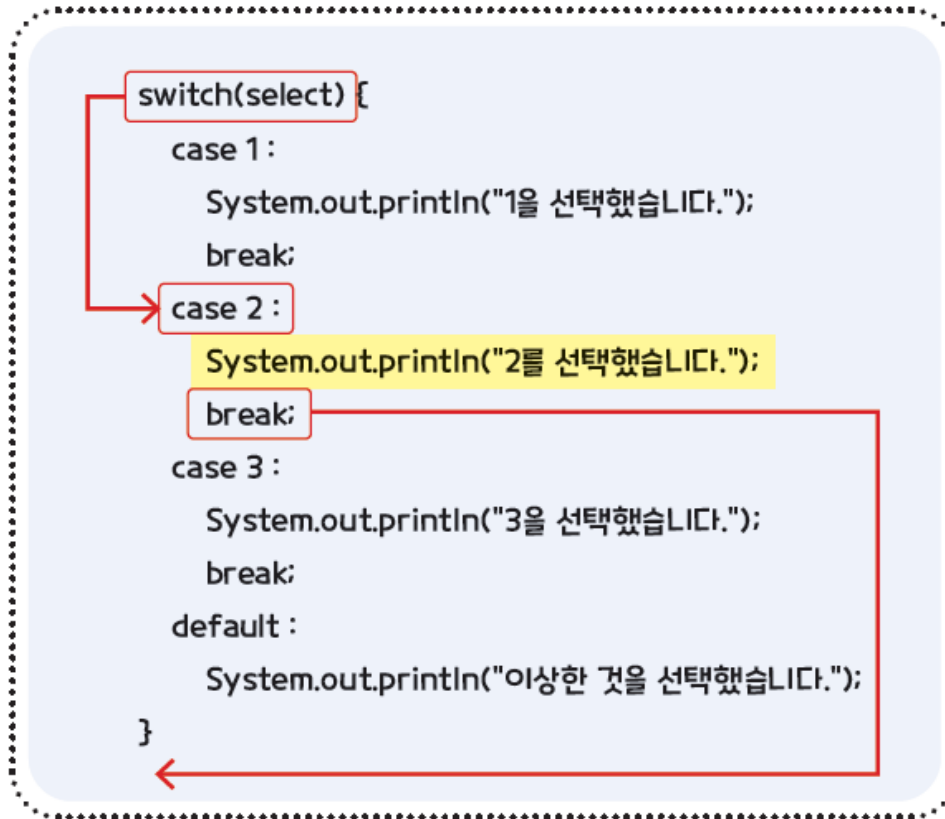 switch(select) {
case 1 :
System.out.println("1을 선택했습니다.");
break;
case 2 :
System.out.println("2를 선택했습니다.");
break;
case 3 :
System.out.println("3을 선택했습니다.");
break;
default :
System.out.println("이상한 것을 선택했습니다.");
}